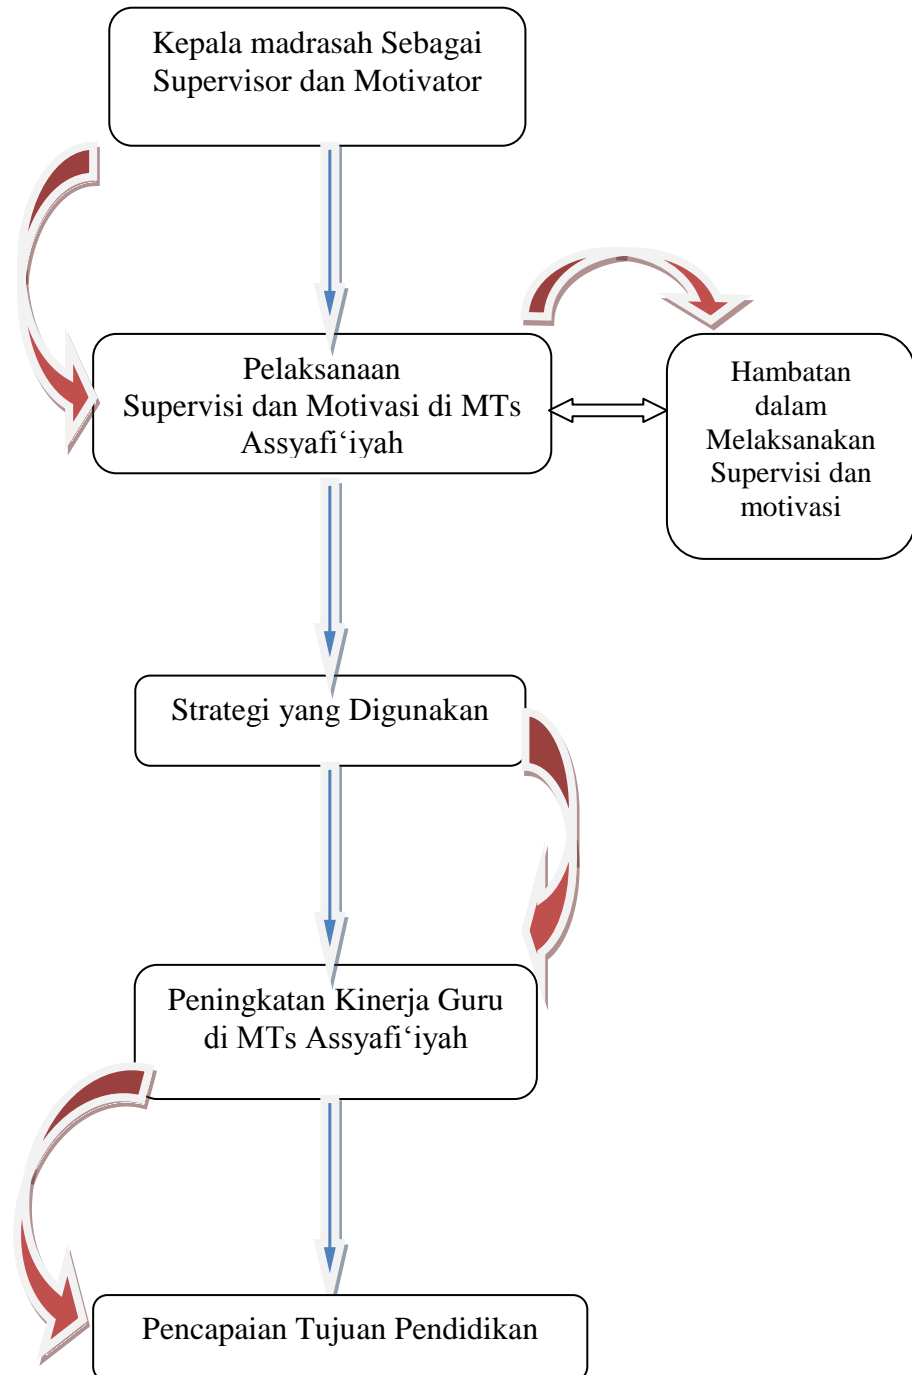 Kepala madrasah Sebagai
Supervisor dan Motivator
Pelaksanaan
Supervisi dan Motivasi di MTs
Assyafi‘iyah
Hambatan
dalam
Melaksanakan
Supervisi dan
motivasi
Strategi yang Digunakan
Peningkatan Kinerja Guru
di MTs Assyafi‘iyah
Pencapaian Tujuan Pendidikan